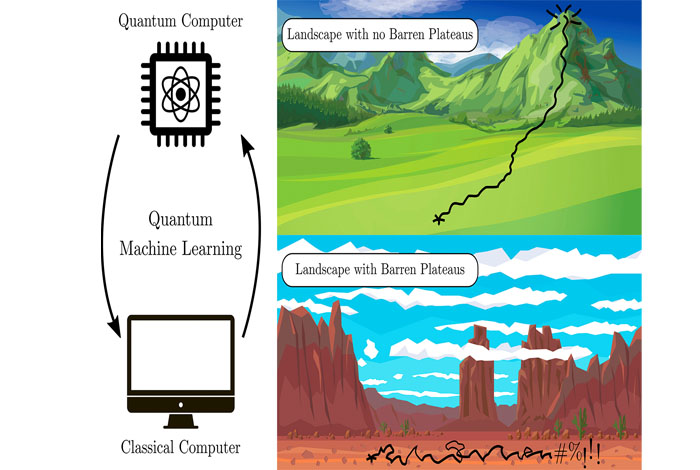 Quantum Computer
Quantum
Machine Learning
Classical Computer
Landscape with no Barren Plateaus
Landscape with Barren Plateaus
#%!!!